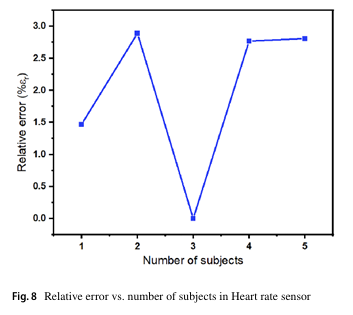 3.0
2.5
2.0
1.5
1.0
0.5
0.0
Relative error (%εr)
1 2 3 4 5
Number of subjects
Fig. 8 Relative error vs. number of subjects in Heart rate sensor